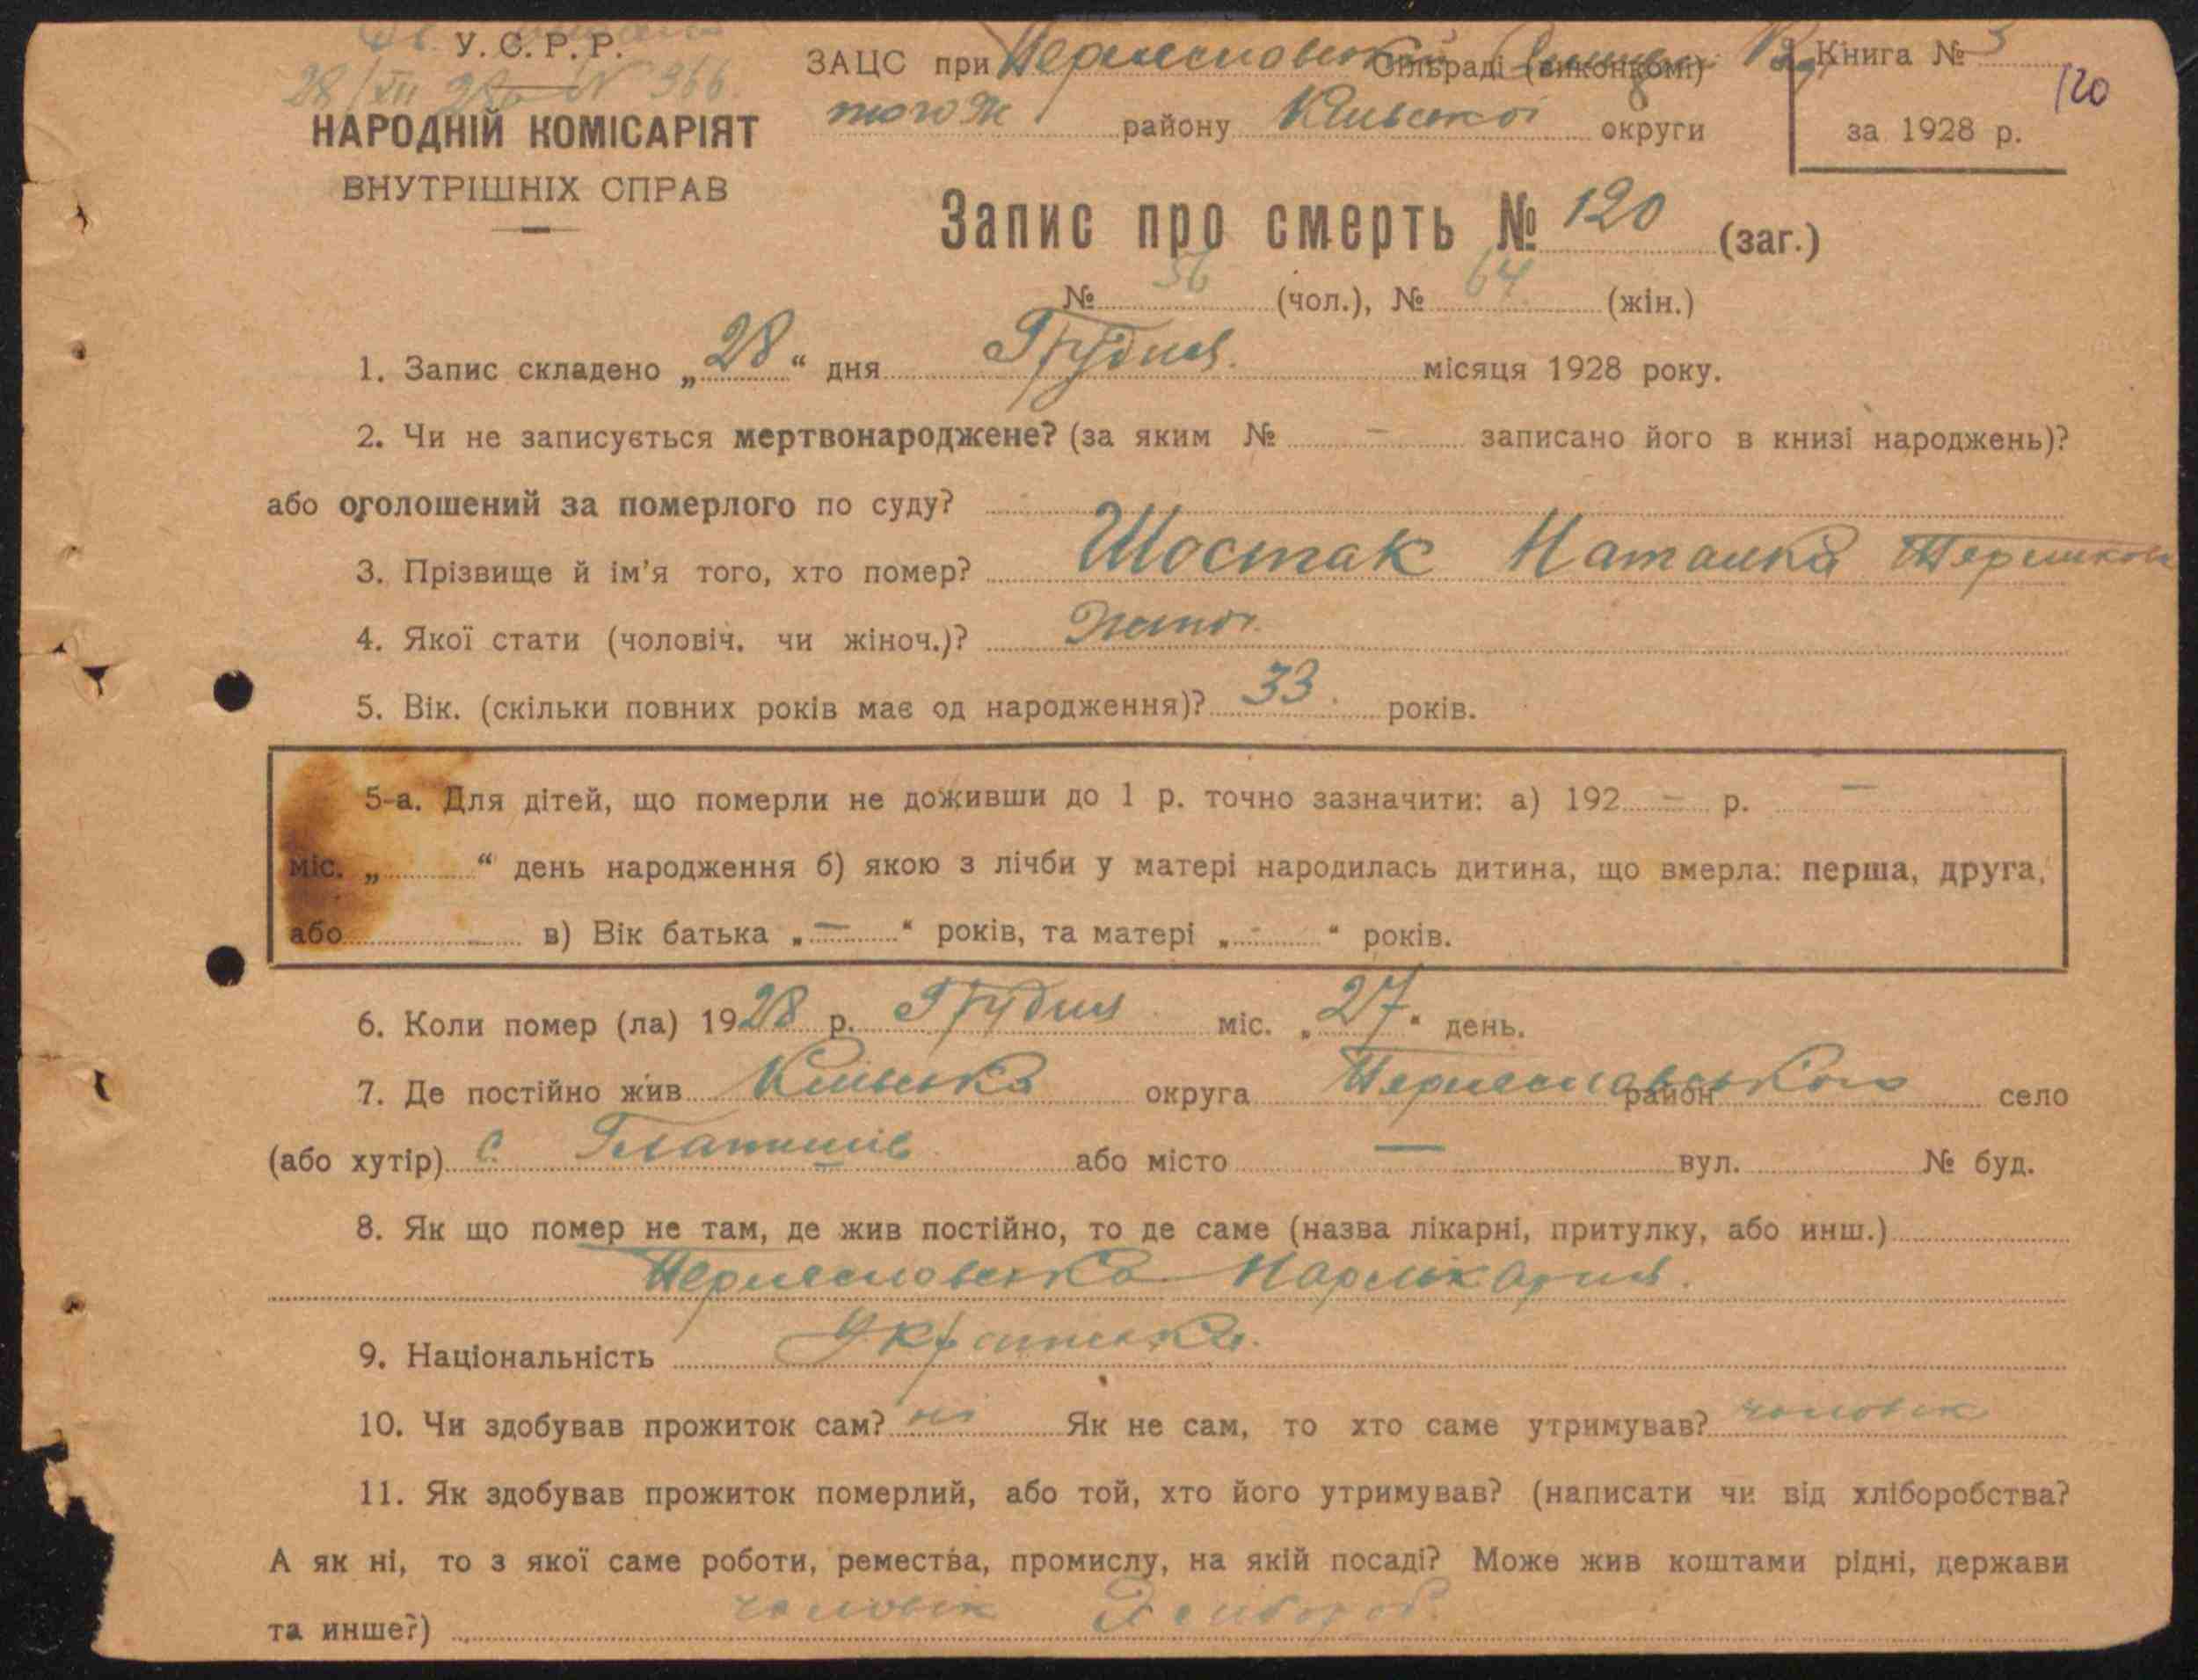 У.С.Р.Р.
28/XII 28 № 366.
НАРОДНІЙ КОМІСАРІЯТ
ВНУТРІШНІХ СПРАВ
ЗАЦС при Переяславській Сільраді (виконкомі)
того ж району Київської округи
Книга № 3
120
за 1928 р.
Запис про смерть № 120 (заг.)
№ 56 (чол.), № 64 (жін.)
1. Запис складено „28“ дня Грудня місяця 1928 року.
2. Чи не записується мертвонароджене? (за яким № — записано його в книзі народжень)?
або оголошений за померлого по суду?
3. Прізвище й ім'я того, хто помер? Шостак Наталка
4. Якої стати (чоловіч. чи жіноч.)? Жіноч.
5. Вік. (скільки повних років має од народження)? 33 років.
5-а. Для дітей, що померли не доживши до 1 р. точно зазначити: а) 192 — р. —
міс. „ “ день народження б) якою з лічби у матері народилась дитина, що вмерла: перша, друга,
або в) Вік батька „—“ років, та матері „-“ років.
6. Коли помер (ла) 1928 р. Грудня міс. „27“ день.
7. Де постійно жив Київська округа Переяславського район село
(або хутір) с. або місто — вул. № буд.
8. Як що помер не там, де жив постійно, то де саме (назва лікарні, притулку, або инш.)
Переяславська Нарлікарня.
9. Національність Українка.
10. Чи здобував прожиток сам? ні Як не сам, то хто саме утримував? чоловік
11. Як здобував прожиток померлий, або той, хто його утримував? (написати чи від хліборобства?
А як ні, то з якої саме роботи, ремества, промислу, на якій посаді? Може жив коштами рідні, держави
та инше?) чоловік Хлібороб.